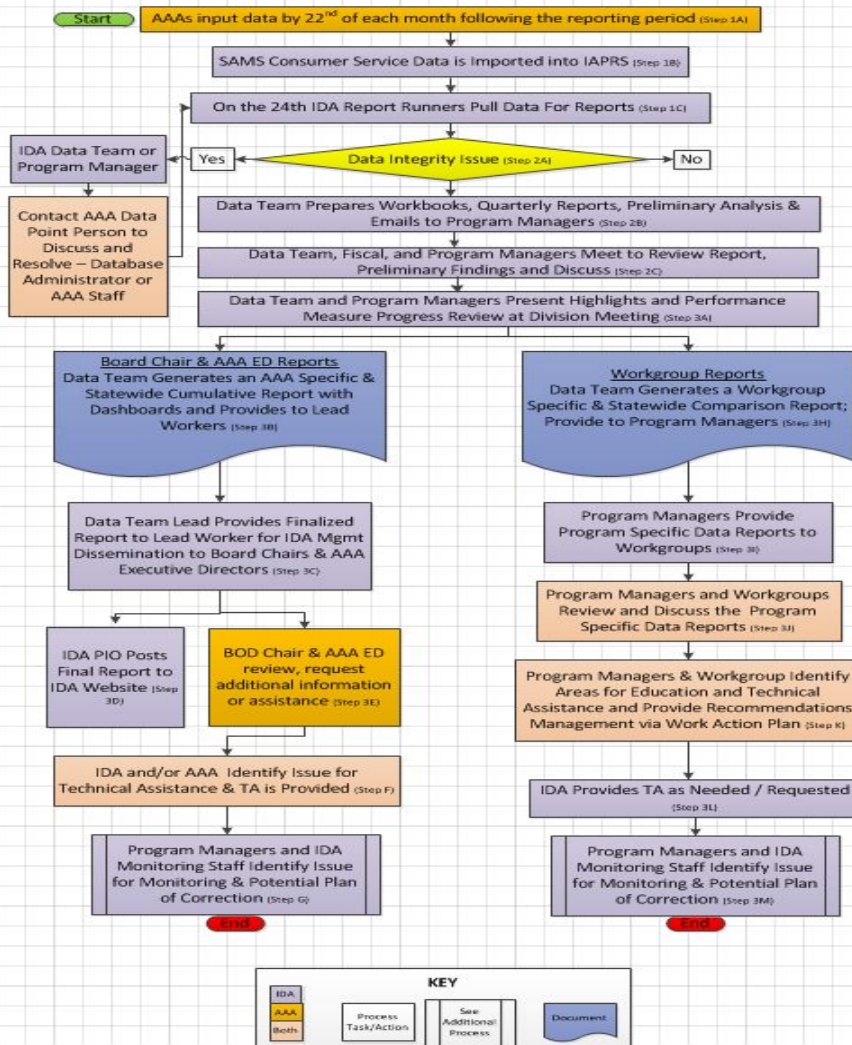 Start
AAAs input data by 22nd of each month following the reporting period (Step 1A)
SAMS Consumer Service Data is Imported into IAPRS (Step 1B)
On the 24th IDA Report Runners Pull Data For Reports (Step 1C)
IDA Data Team or
Program Manager
Yes
Data Integrity Issue (Step 2A)
No
Contact AAA Data
Point Person to
Discuss and
Resolve – Database
Administrator or
AAA Staff
Data Team Prepares Workbooks, Quarterly Reports, Preliminary Analysis &
Emails to Program Managers (Step 2B)
Data Team, Fiscal, and Program Managers Meet to Review Report,
Preliminary Findings and Discuss (Step 2C)
Data Team and Program Managers Present Highlights and Performance
Measure Progress Review at Division Meeting (Step 3A)
Board Chair & AAA ED Reports
Data Team Generates an AAA Specific &
Statewide Cumulative Report with
Dashboards and Provides to Lead
Workers (Step 3B)
Workgroup Reports
Data Team Generates a Workgroup
Specific & Statewide Comparison Report;
Provide to Program Managers (Step 3H)
Data Team Lead Provides Finalized
Report to Lead Worker for IDA Mgmt
Dissemination to Board Chairs & AAA
Executive Directors (Step 3C)
Program Managers Provide
Program Specific Data Reports to
Workgroups (Step 3I)
IDA PIO Posts
Final Report to
IDA Website (Step
3D)
BOD Chair & AAA ED
review, request
additional information
or assistance (Step 3E)
Program Managers and Workgroups
Review and Discuss the Program
Specific Data Reports (Step 3J)
Program Managers & Workgroup Identify
Areas for Education and Technical
Assistance and Provide Recommendations
Management via Work Action Plan (Step K)
IDA and/or AAA Identify Issue for
Technical Assistance & TA is Provided (Step F)
IDA Provides TA as Needed / Requested
(Step 3L)
Program Managers and IDA
Monitoring Staff Identify Issue
for Monitoring & Potential Plan
of Correction (Step G)
End
Program Managers and IDA
Monitoring Staff Identify Issue
for Monitoring & Potential Plan
of Correction (Step 3M)
End
KEY
IDA
AAA
Both
Process
Task/Action
See
Additional
Process
Document